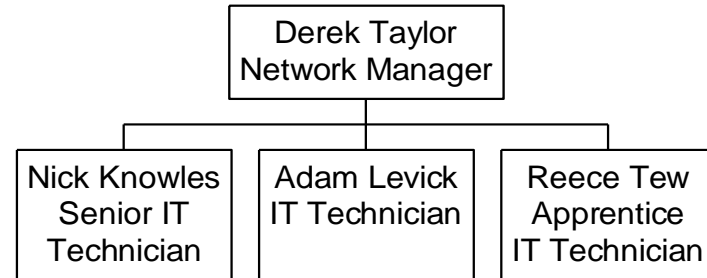 Derek Taylor
Network Manager
Nick Knowles
Senior IT
Technician
Adam Levick
IT Technician
Reece Tew
Apprentice
IT Technician